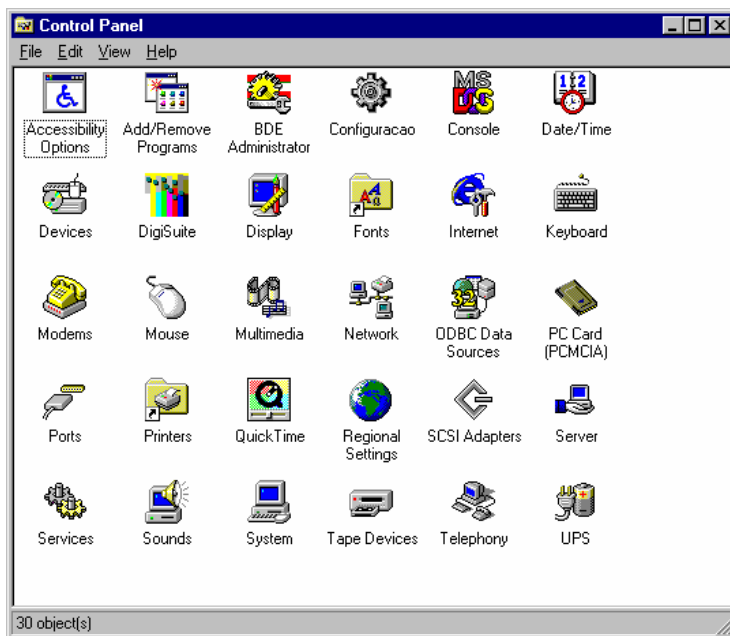 Control Panel
File Edit View Help
Accessibility Options
Add/Remove Programs
BDE Administrator
Configuracao
Console
Date/Time
Devices
DigiSuite
Display
Fonts
Internet
Keyboard
Modems
Mouse
Multimedia
Network
ODBC Data Sources
PC Card (PCMCIA)
Ports
Printers
QuickTime
Regional Settings
SCSI Adapters
Server
Services
Sounds
System
Tape Devices
Telephony
UPS
30 object(s)